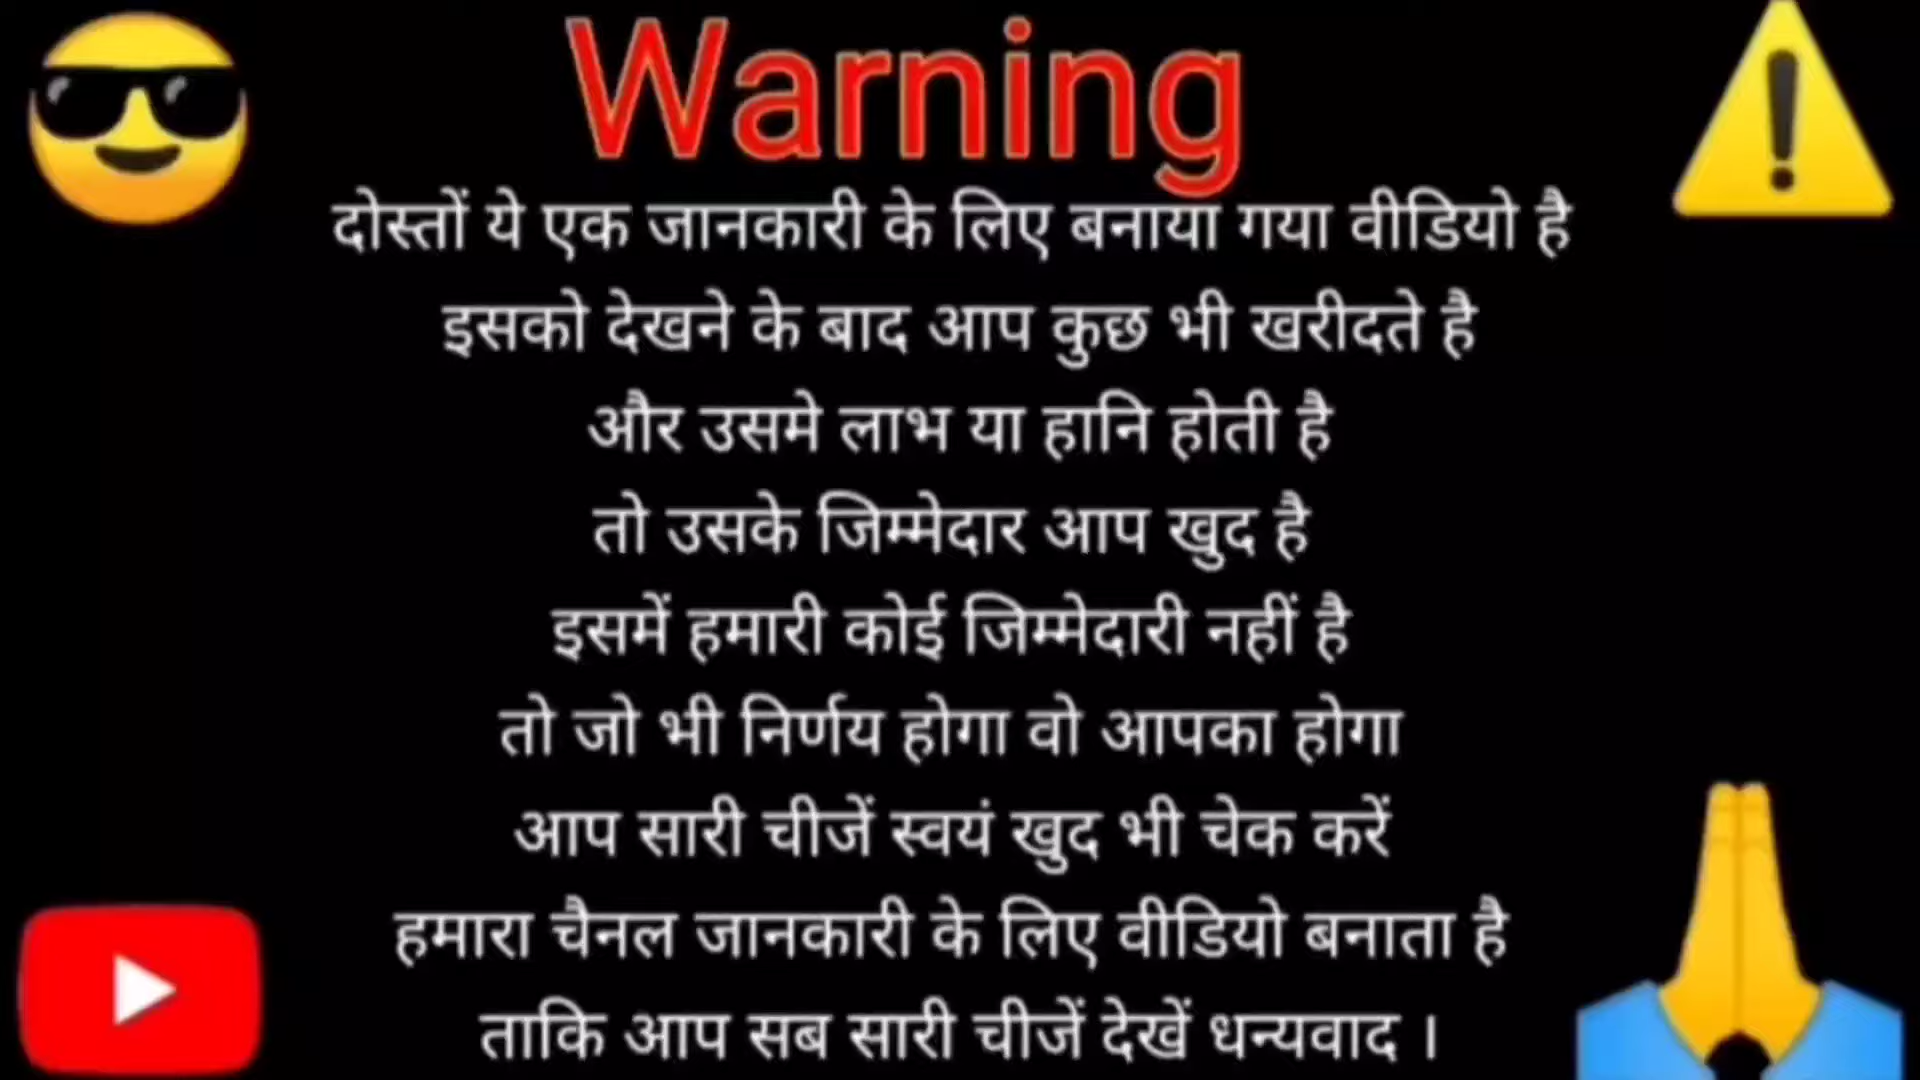 Warning
दोस्तों ये एक जानकारी के लिए बनाया गया वीडियो है
इसको देखने के बाद आप कुछ भी खरीदते है
और उसमे लाभ या हानि होती है
तो उसके जिम्मेदार आप खुद है
इसमें हमारी कोई जिम्मेदारी नहीं है
तो जो भी निर्णय होगा वो आपका होगा
आप सारी चीजें स्वयं खुद भी चेक करें
हमारा चैनल जानकारी के लिए वीडियो बनाता है
ताकि आप सब सारी चीजें देखें धन्यवाद ।